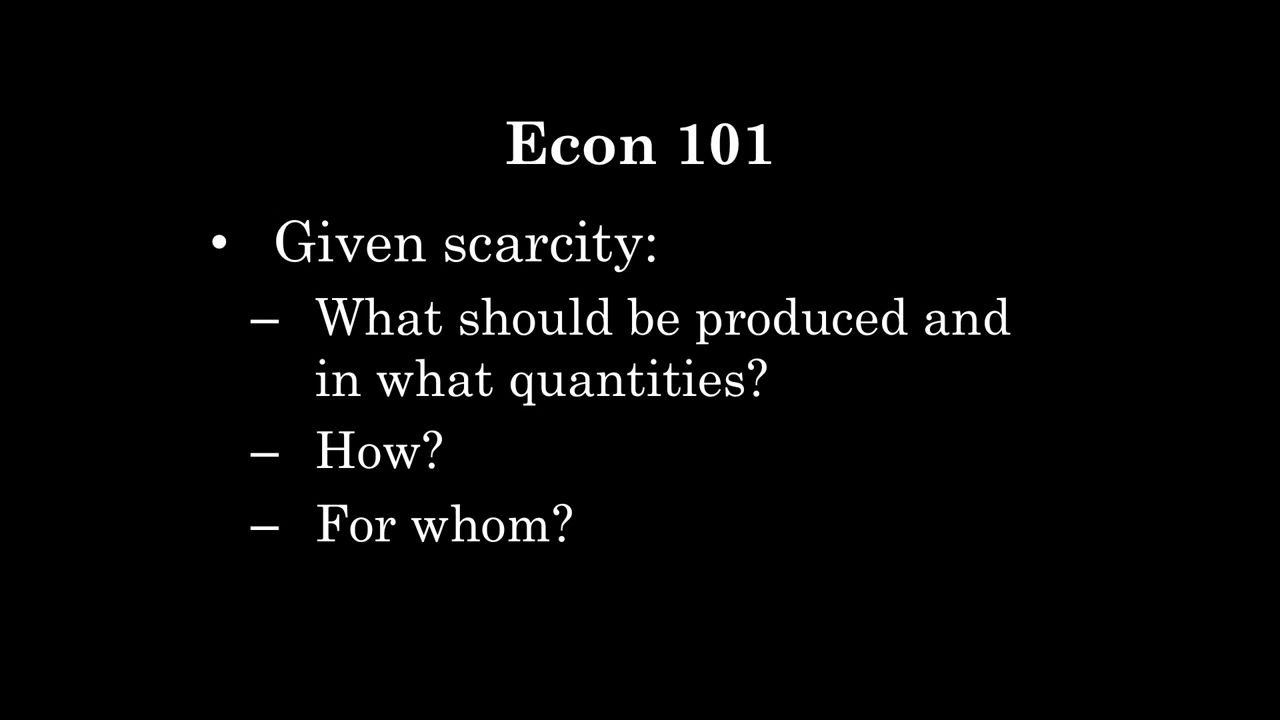 Econ 101
• Given scarcity:
– What should be produced and
in what quantities?
– How?
– For whom?